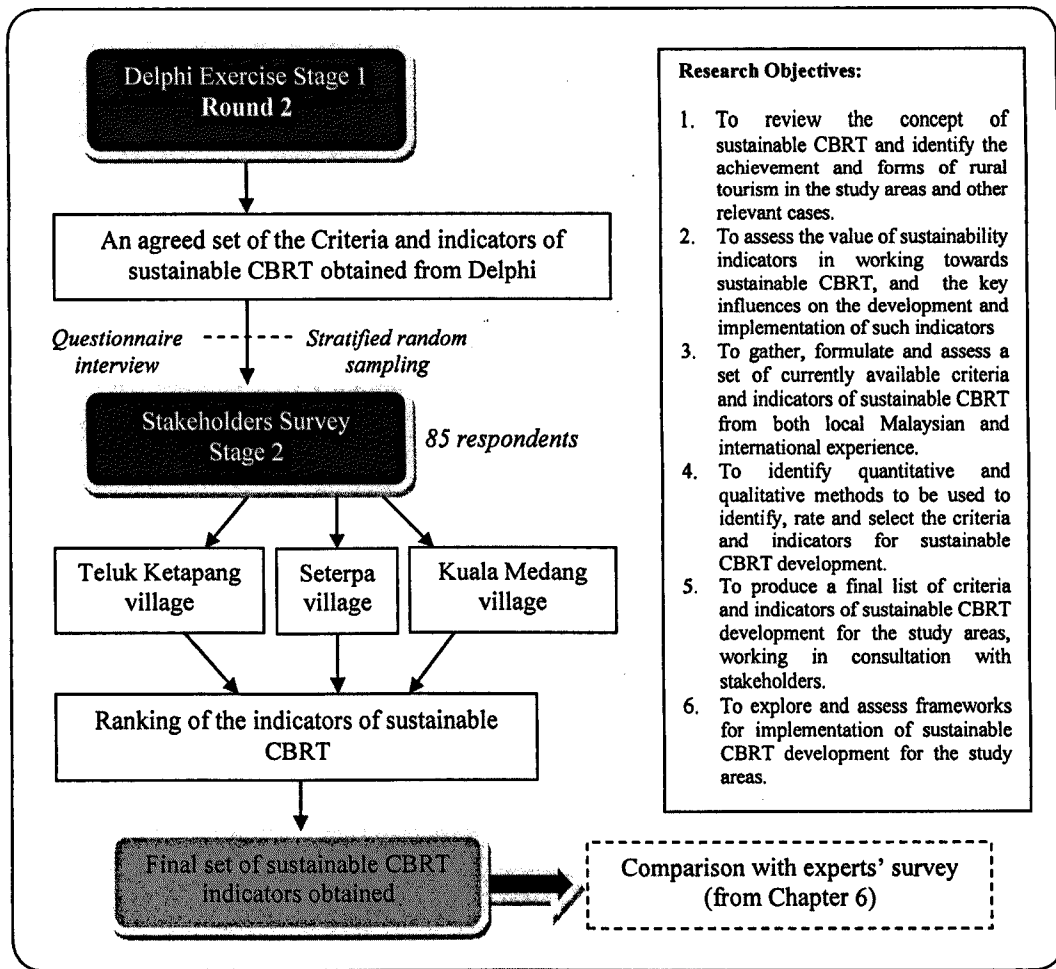 Delphi Exercise Stage 1
Round 2
An agreed set of the Criteria and indicators of
sustainable CBRT obtained from Delphi
Questionnaire
interview
Stratified random
sampling
Stakeholders Survey
Stage 2
85 respondents
Teluk Ketapang
village
Seterpa
village
Kuala Medang
village
Ranking of the indicators of sustainable
CBRT
Final set of sustainable CBRT
indicators obtained
Comparison with experts' survey
(from Chapter 6)
Research Objectives:
1. To review the concept of
sustainable CBRT and identify the
achievement and forms of rural
tourism in the study areas and other
relevant cases.
2. To assess the value of sustainability
indicators in working towards
sustainable CBRT, and the key
influences on the development and
implementation of such indicators
3. To gather, formulate and assess a
set of currently available criteria
and indicators of sustainable CBRT
from both local Malaysian and
international experience.
4. To identify quantitative and
qualitative methods to be used to
identify, rate and select the criteria
and indicators for sustainable
CBRT development.
5. To produce a final list of criteria
and indicators of sustainable CBRT
development for the study areas,
working in consultation with
stakeholders.
6. To explore and assess frameworks
for implementation of sustainable
CBRT development for the study
areas.